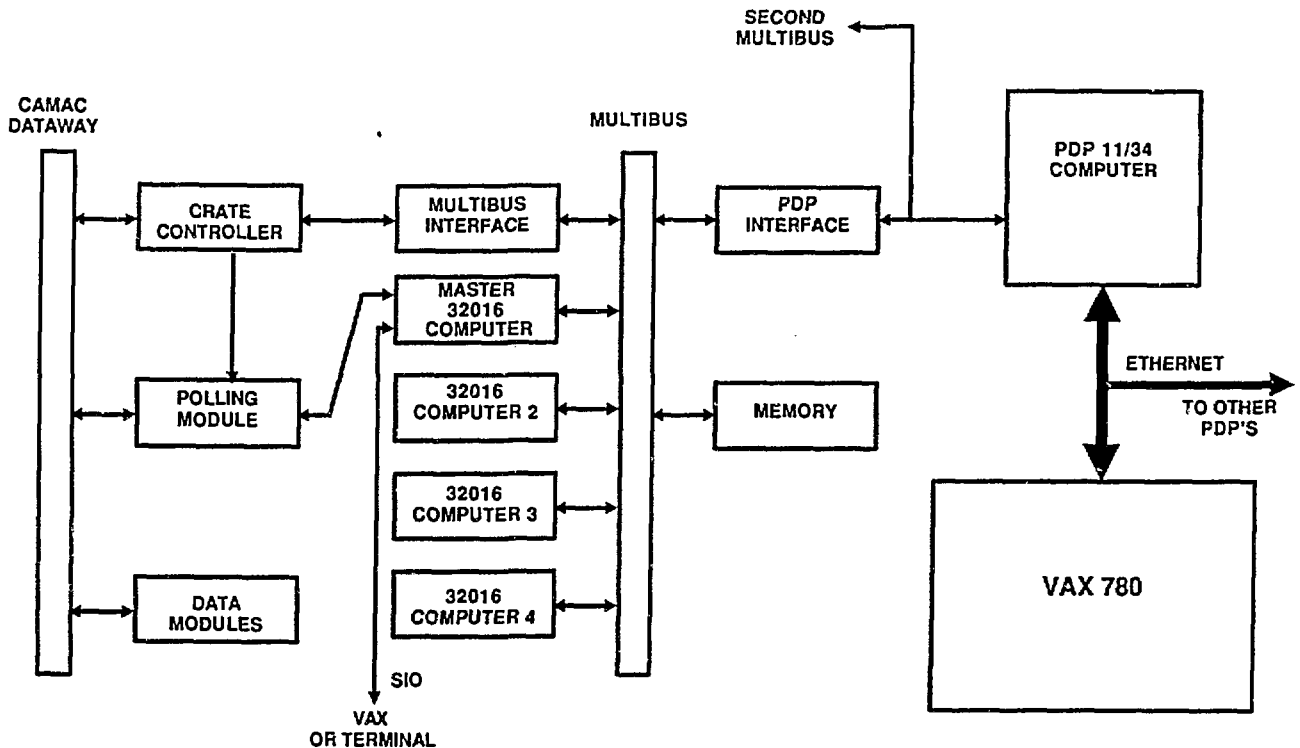 SECOND
MULTIBUS
CAMAC
DATAWAY
MULTIBUS
PDP 11/34
COMPUTER
CRATE
CONTROLLER
MULTIBUS
INTERFACE
PDP
INTERFACE
MASTER
32016
COMPUTER
ETHERNET
TO OTHER
PDP'S
POLLING
MODULE
32016
COMPUTER 2
MEMORY
32016
COMPUTER 3
VAX 780
DATA
MODULES
32016
COMPUTER 4
SIO
VAX
OR TERMINAL